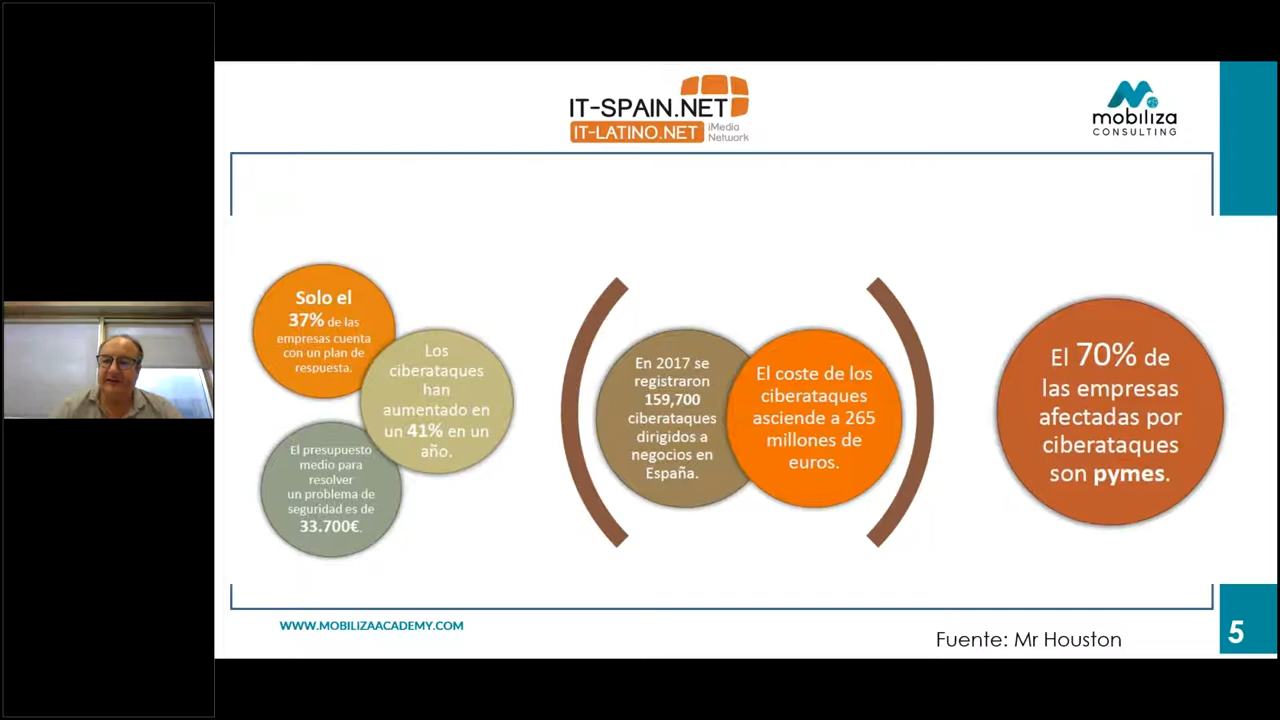 IT-SPAIN.NET
IT-LATINO.NET
iMedia
Network
mobiliza
CONSULTING
Solo el
37% de las
empresas cuenta
con un plan de
respuesta.
Los
ciberataques
han
aumentado en
un 41% en un
año.
El presupuesto
medio para
resolver
un problema de
seguridad es de
33.700€.
En 2017 se
registraron
159,700
ciberataques
dirigidos a
negocios en
España.
El coste de los
ciberataques
asciende a 265
millones de
euros.
El 70% de
las empresas
afectadas por
ciberataques
son pymes.
WWW.MOBILIZAACADEMY.COM
Fuente: Mr Houston
5